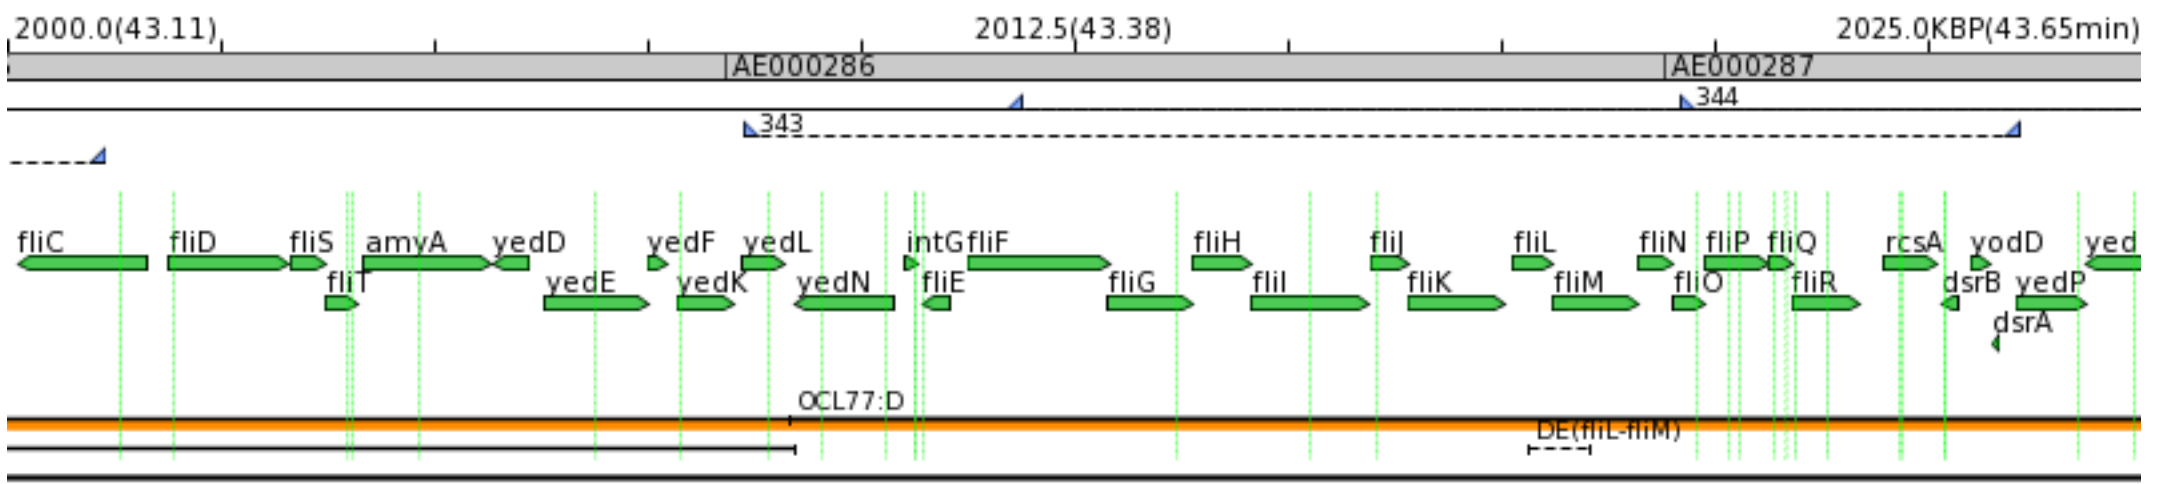 2000.0(43.11) 2012.5(43.38) 2025.0KBP(43.65min)
AE000286 AE000287
344
343
fliC fliD fliS amyA yedD yedF yedL intG fliF fliH fliJ fliL fliN fliP fliQ rcsA yodD yed
fliT yedE yedK yedN fliE fliG fliI fliK fliM fliO fliR dsrB yedP
dsrA
OCL77:D
DE(fliL-fliM)